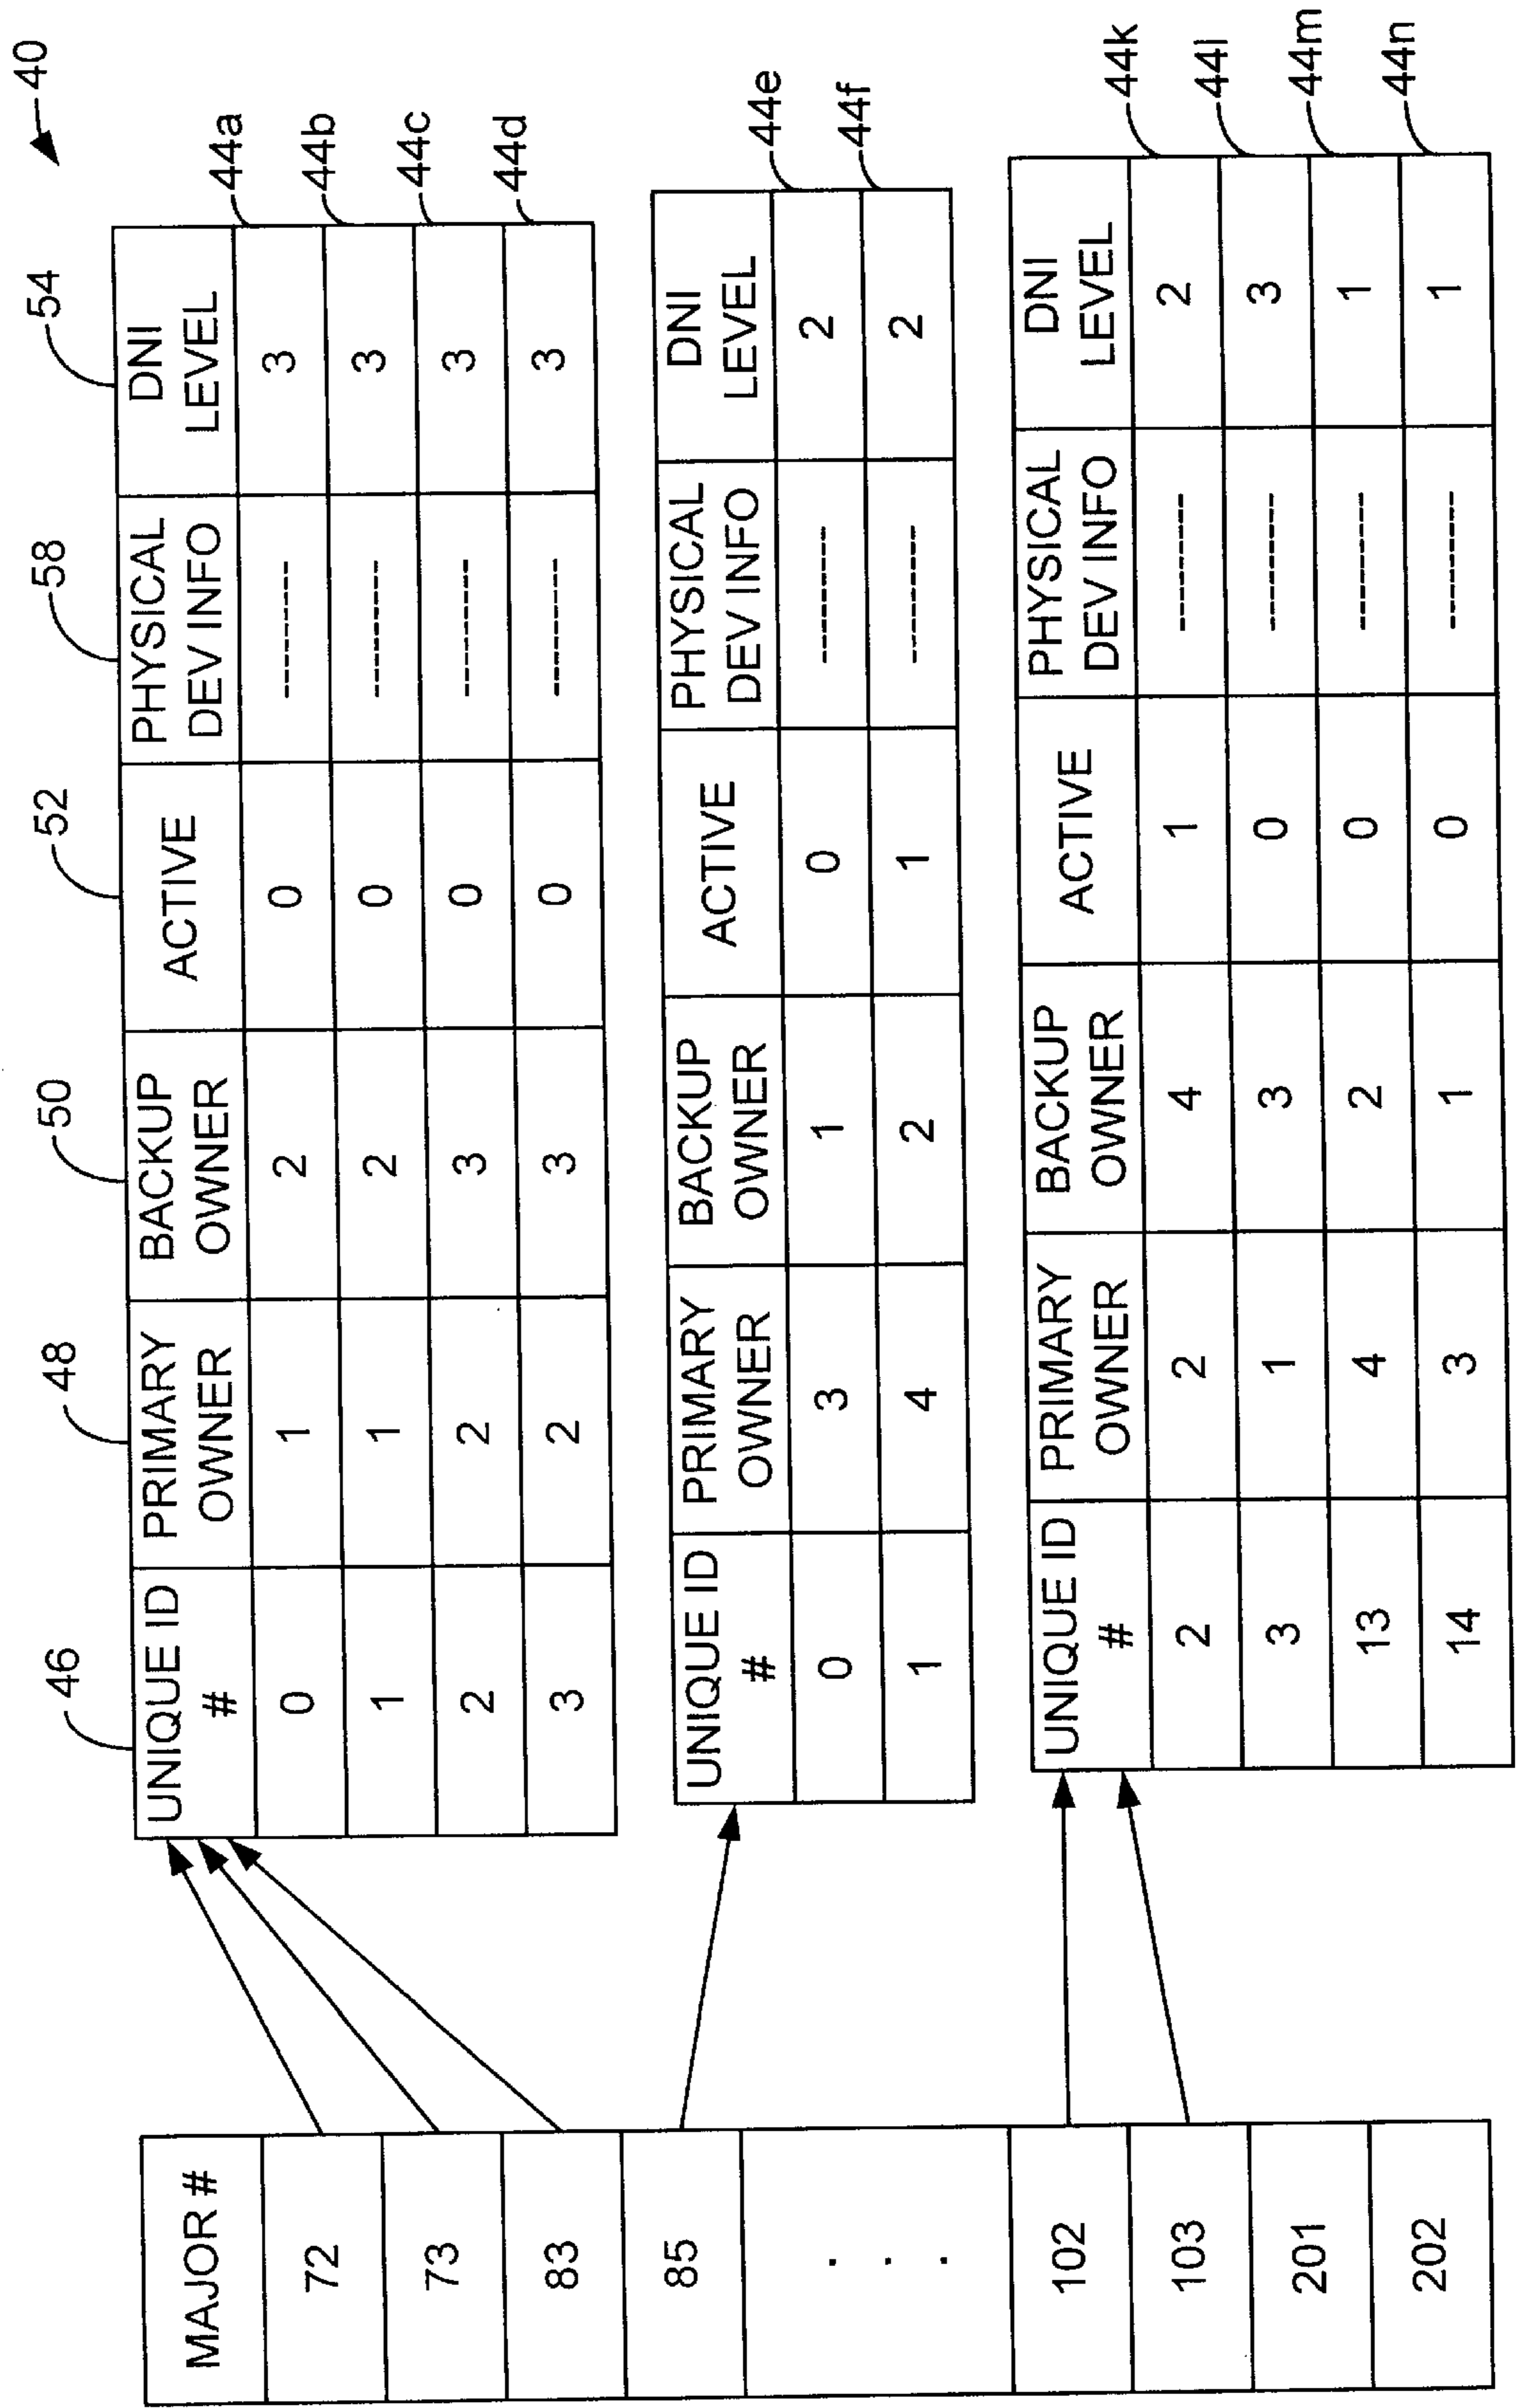 40
46
48
50
52
58
54
UNIQUE ID # PRIMARY OWNER BACKUP OWNER ACTIVE PHYSICAL DEV INFO DNI LEVEL
0 1 2 0 ---------- 3 44a
1 1 2 0 ---------- 3 44b
2 2 3 0 ---------- 3 44c
3 2 3 0 ---------- 3 44d
UNIQUE ID # PRIMARY OWNER BACKUP OWNER ACTIVE PHYSICAL DEV INFO DNI LEVEL
0 3 1 0 ---------- 2 44e
1 4 2 1 ---------- 2 44f
UNIQUE ID # PRIMARY OWNER BACKUP OWNER ACTIVE PHYSICAL DEV INFO DNI LEVEL
2 2 4 1 ---------- 2 44k
3 1 3 0 ---------- 3 44l
13 4 2 0 ---------- 1 44m
14 3 1 0 ---------- 1 44n
MAJOR #
72
73
83
85
. . .
102
103
201
202